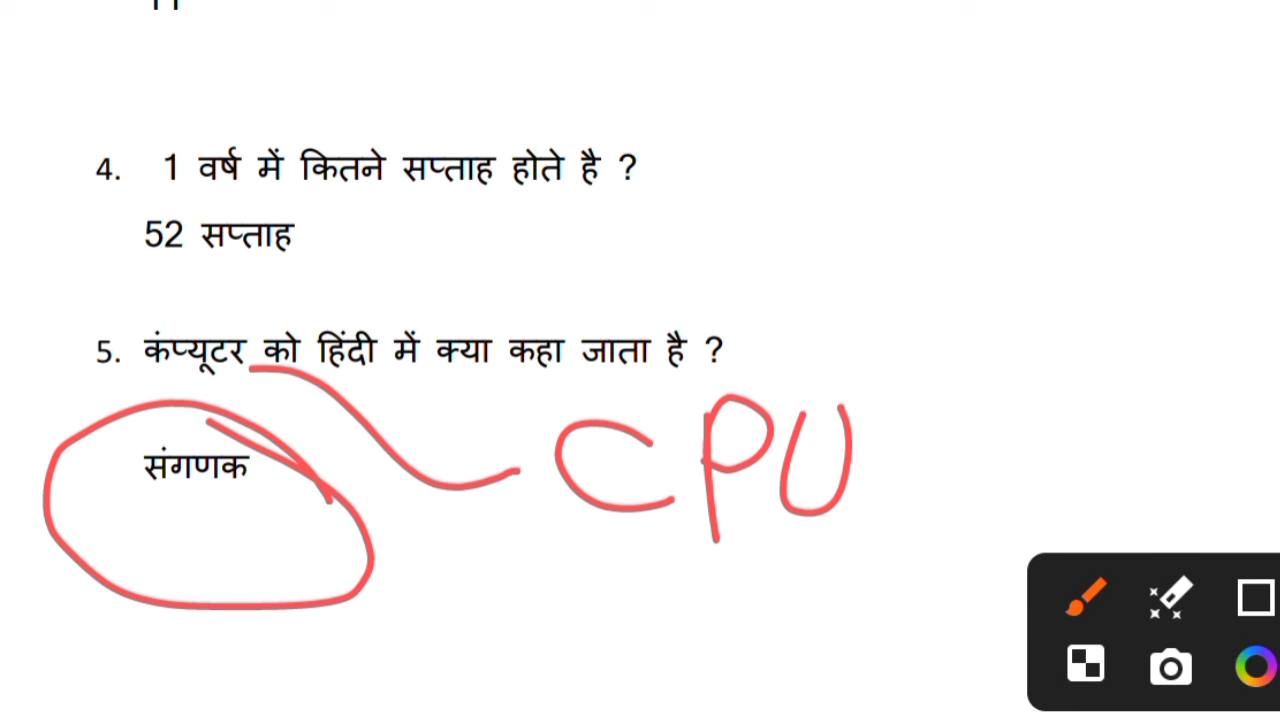 4. 1 वर्ष में कितने सप्ताह होते है ?
52 सप्ताह
5. कंप्यूटर को हिंदी में क्या कहा जाता है ?
संगणक
CPU